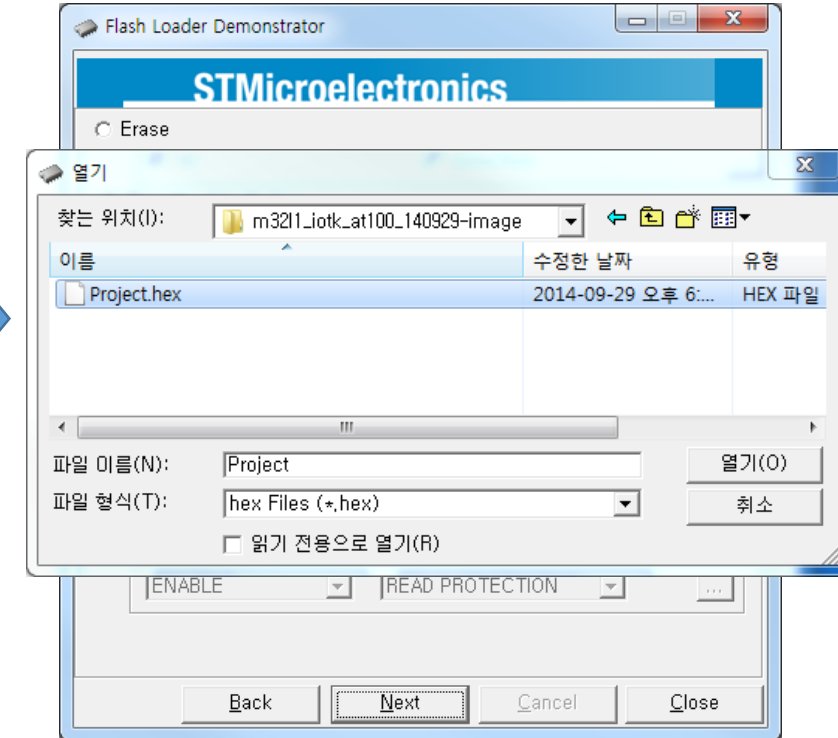 Flash Loader Demonstrator
STMicroelectronics
Erase
열기
찾는 위치(I):
m32l1_iotk_at100_140929-image
이름
수정한 날짜
유형
Project.hex
2014-09-29 오후 6:...
HEX 파일
파일 이름(N):
Project
열기(O)
파일 형식(T):
hex Files (*,hex)
취소
읽기 전용으로 열기(R)
ENABLE
READ PROTECTION
...
Back
Next
Cancel
Close